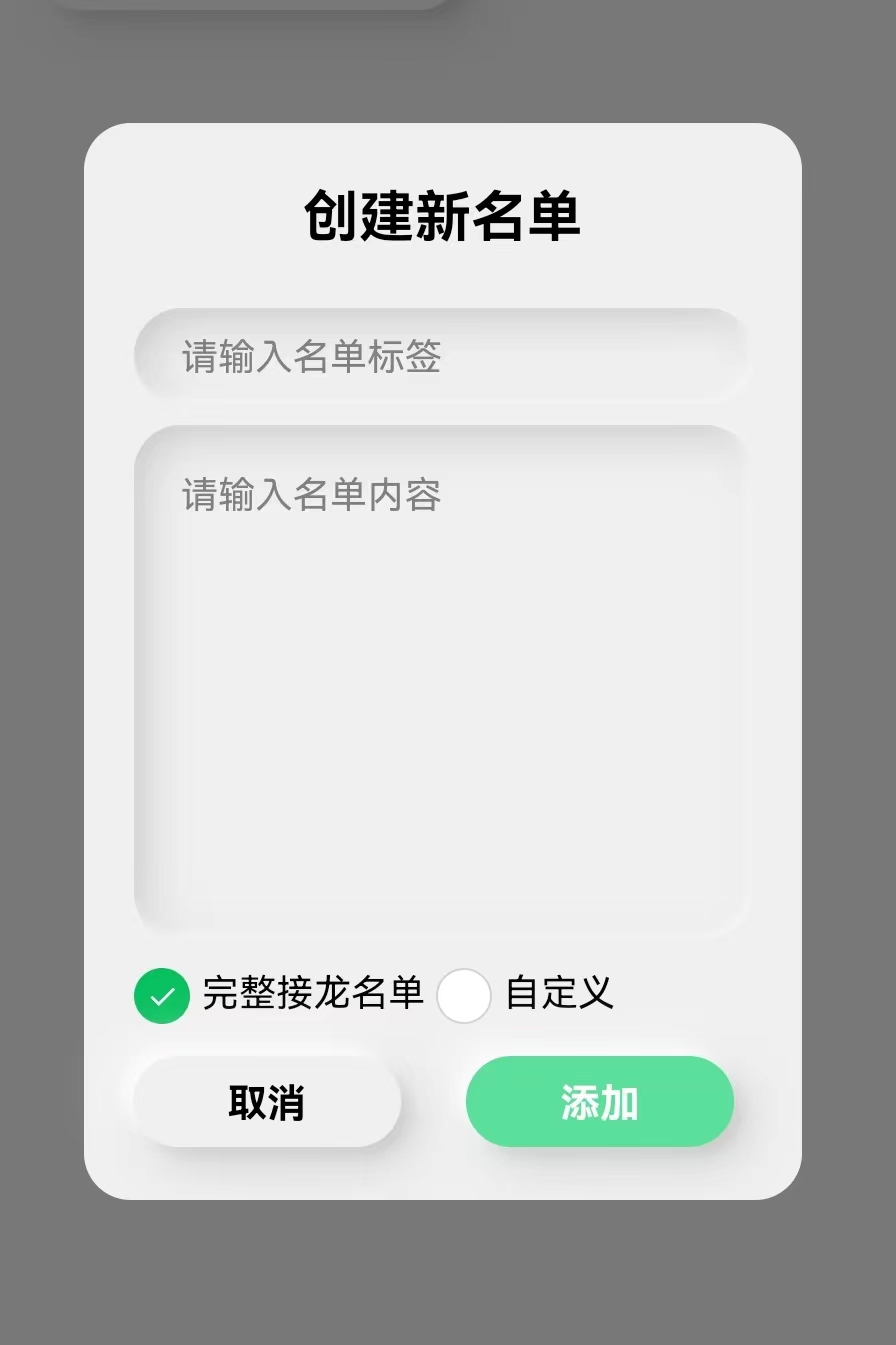 创建新名单
请输入名单标签
请输入名单内容
完整接龙名单 自定义
取消 添加